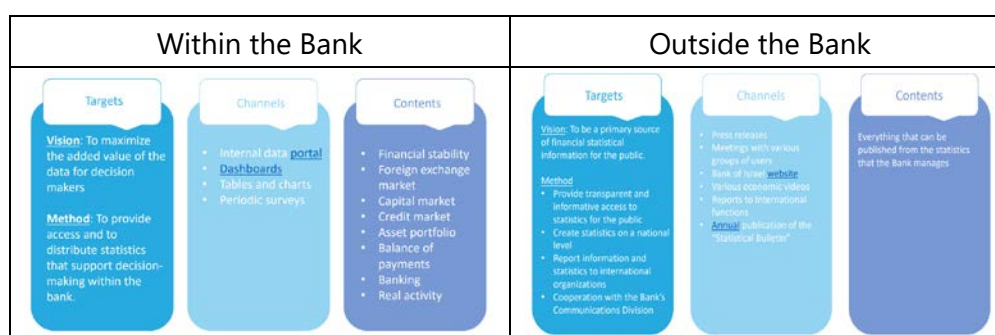 Within the Bank
Targets
Vision: To maximize
the added value of the
data for decision
makers
Method: To provide
access and to
distribute statistics
that support decision-
making within the
bank.
Channels
• Internal data portal
• Dashboards
• Tables and charts
• Periodic surveys
Contents
• Financial stability
• Foreign exchange
market
• Capital market
• Credit market
• Asset portfolio
• Balance of
payments
• Banking
• Real activity
Outside the Bank
Targets
Vision: To be a primary source
of financial statistical
information for the public.
Method
• Provide transparent and
informative access to
statistics for the public
• Create statistics on a national
level
• Report information and
statistics to international
organizations
• Cooperation with the Bank's
Communications Division
Channels
• Press releases
• Meetings with various
groups of users
• Bank of Israel website
• Various economic videos
• Reports to International
functions
• Annual publication of the
"Statistical Bulletin"
Contents
Everything that can be
published from the statistics
that the Bank manages